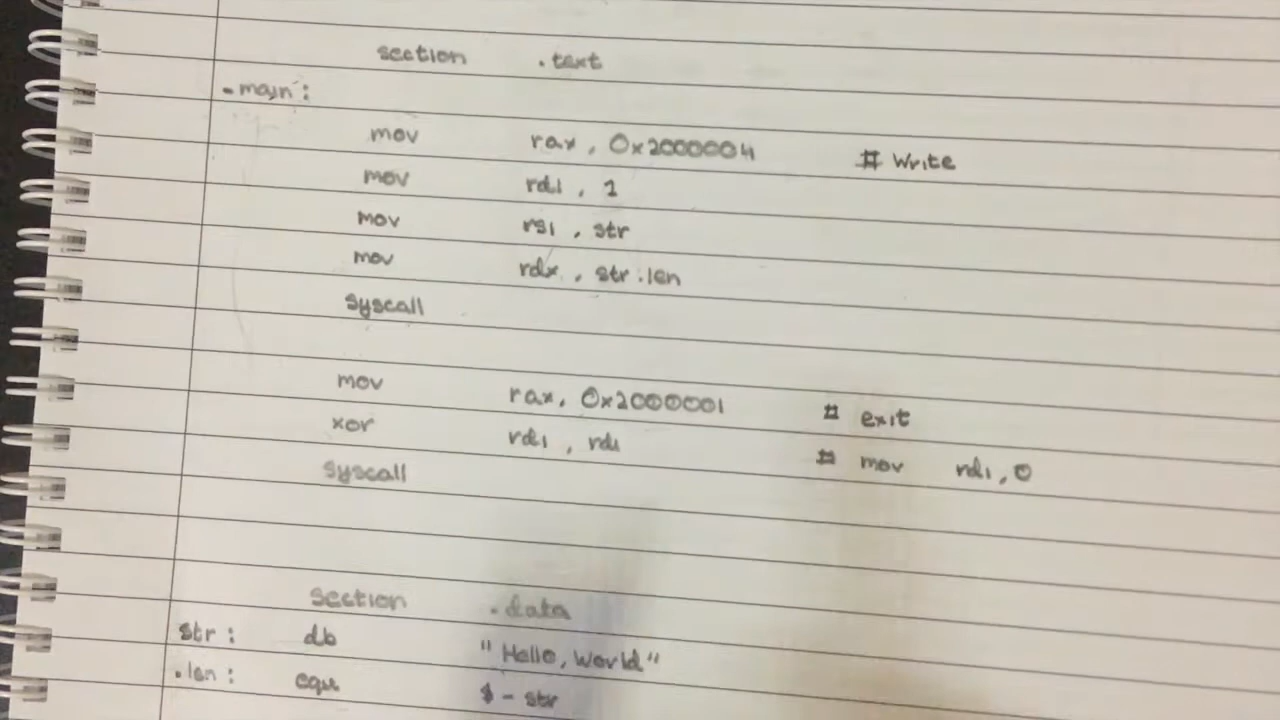 section .text
-main:
mov rax, 0x2000004 # Write
mov rdi, 1
mov rsi, str
mov rdx, str.len
syscall
mov rax, 0x2000001 # exit
xor rdi, rdi # mov rdi, 0
syscall
section .data
str: db "Hello, World"
.len: equ $ - str